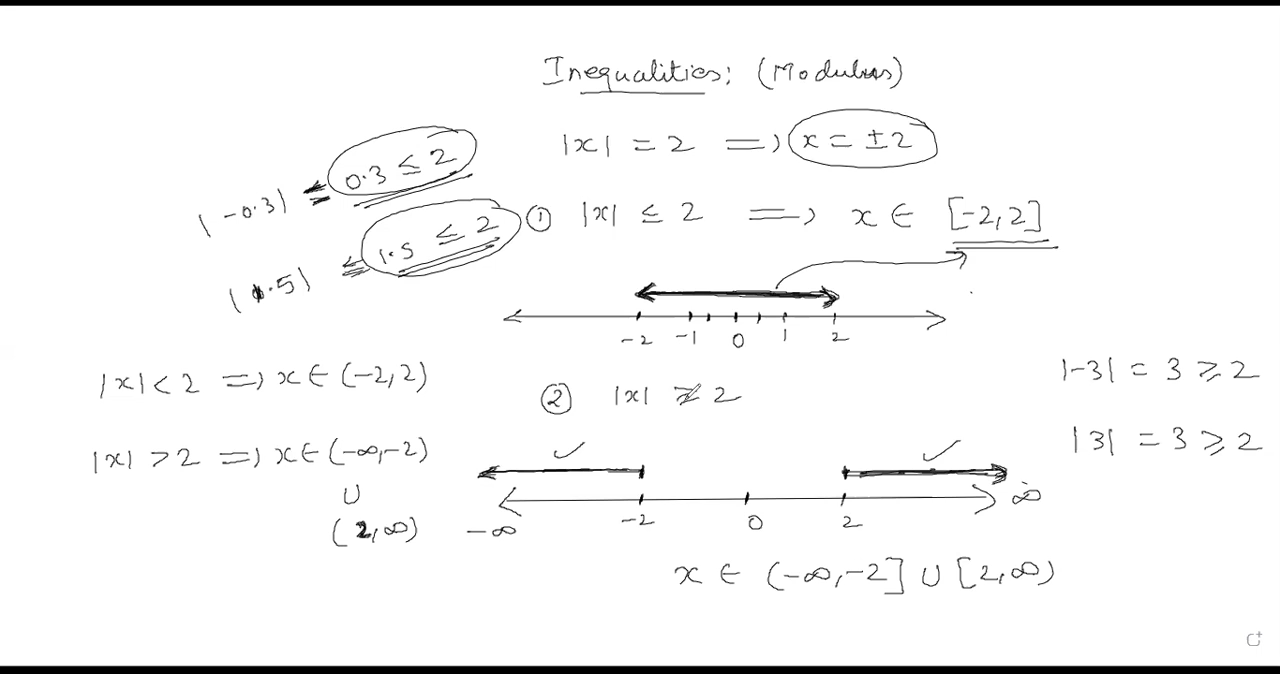 Inequalities: (Modulus)
|x| = 2 ⟹ x = ±2
|-0.3| = 0.3 ≤ 2
① |x| ≤ 2 ⟹ x ∈ [-2,2]
|1.5| = 1.5 ≤ 2
-2 -1 0 1 2
|x| < 2 ⟹ x ∈ (-2,2)
② |x| ≥ 2
|-3| = 3 ≥ 2
|x| > 2 ⟹ x ∈ (-∞,-2)
∪
(2,∞)
|3| = 3 ≥ 2
-∞ -2 0 2 ∞
x ∈ (-∞,-2] ∪ [2,∞)